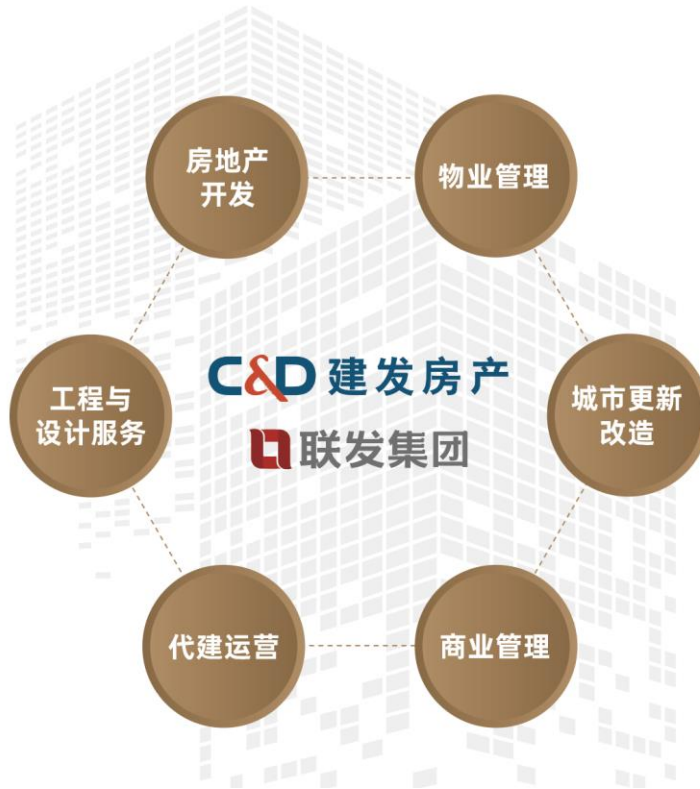 房地产
开发
物业管理
工程与
设计服务
C&D 建发房产
联发集团
城市更新
改造
代建运营
商业管理